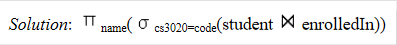 Solution: Π name( σ cs3020=code(student ⋈ enrolledIn))